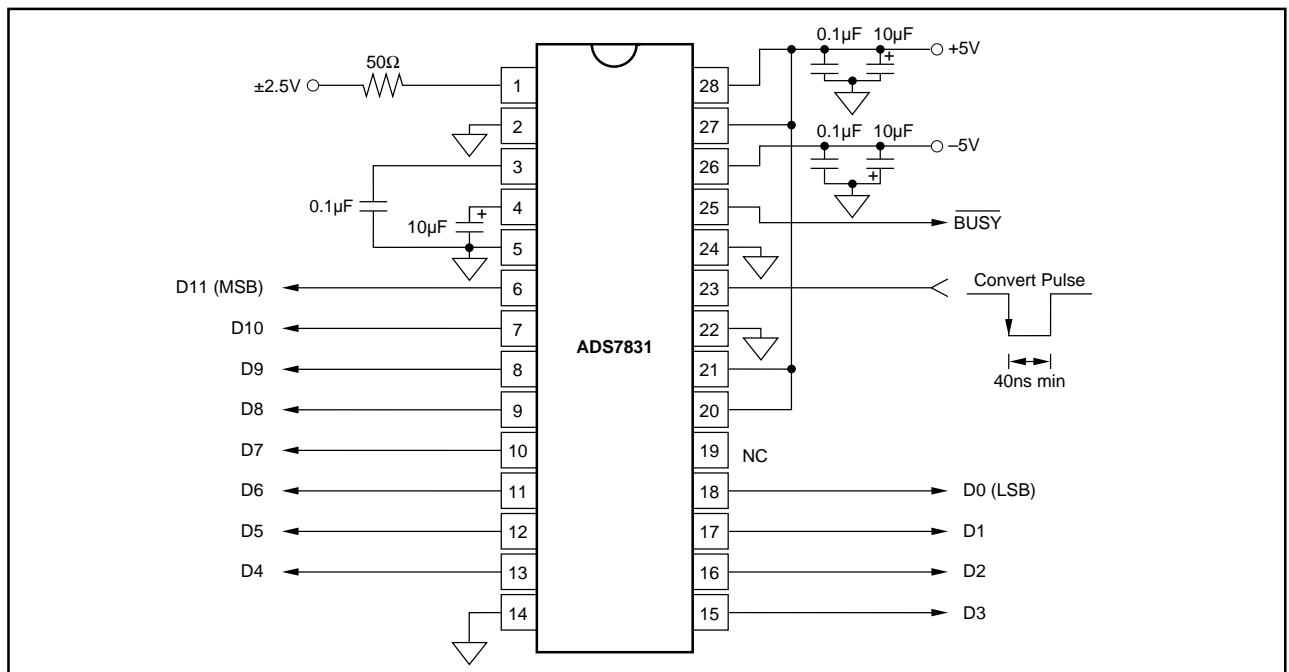 0.1µF 10µF
+5V
50Ω
±2.5V
1
28
2
27
0.1µF 10µF
–5V
3
26
0.1µF
10µF
+
4
25
BUSY
5
24
D11 (MSB)
6
23
Convert Pulse
D10
7
22
ADS7831
D9
8
21
40ns min
D8
9
20
D7
10
19
NC
D6
11
18
D0 (LSB)
D5
12
17
D1
D4
13
16
D2
14
15
D3
+
+